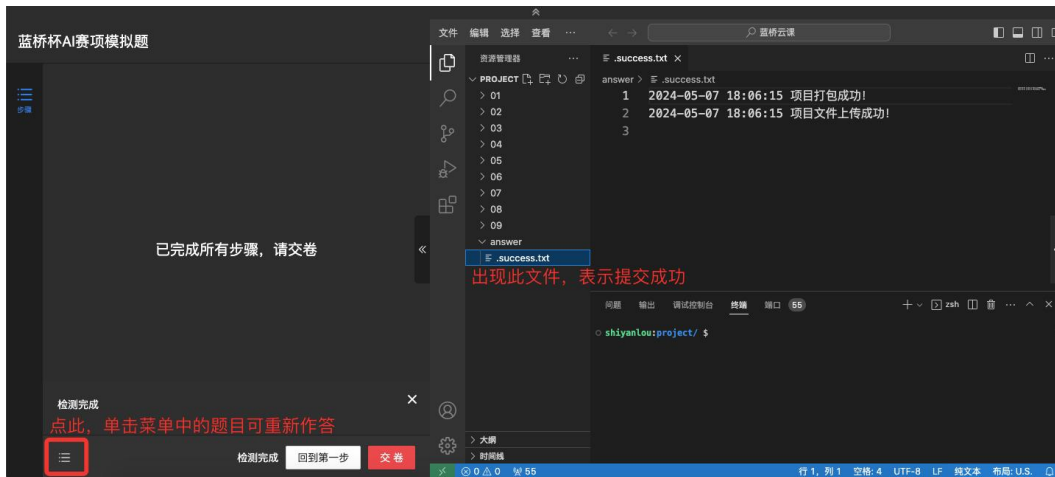 蓝桥杯AI赛项模拟题
步骤
已完成所有步骤，请交卷
检测完成
点此，单击菜单中的题目可重新作答
检测完成
回到第一步
交卷
文件 编辑 选择 查看 ···
蓝桥云课
资源管理器 ···
PROJECT
01
02
03
04
05
06
07
08
09
answer
.success.txt
出现此文件，表示提交成功
大纲
时间线
.success.txt ×
answer > .success.txt
1 2024-05-07 18:06:15 项目打包成功!
2 2024-05-07 18:06:15 项目文件上传成功!
3
问题 输出 调试控制台 终端 端口 55
zsh
shiyanlou:project/ $
0 0 55
行 1，列 1 空格: 4 UTF-8 LF 纯文本 布局: U.S.